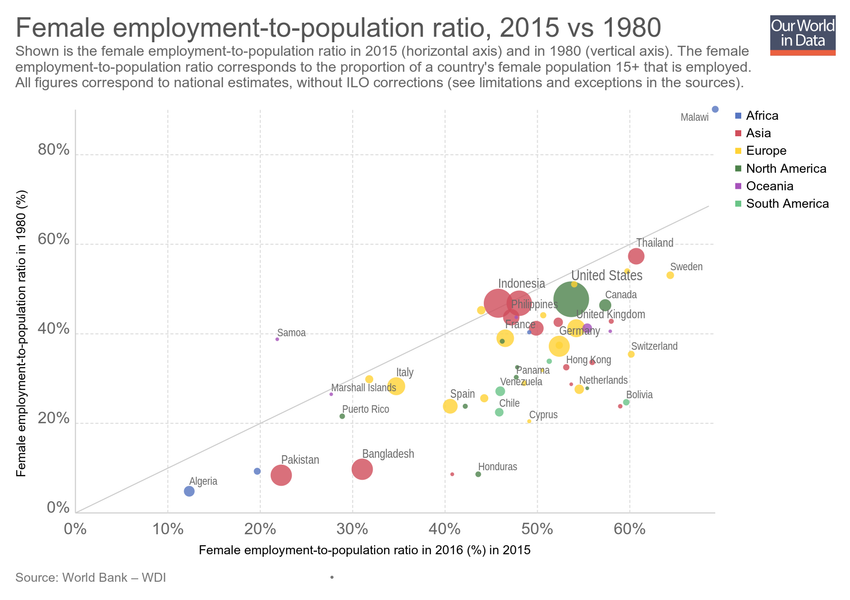 Female employment-to-population ratio, 2015 vs 1980
Our World
in Data
Shown is the female employment-to-population ratio in 2015 (horizontal axis) and in 1980 (vertical axis). The female
employment-to-population ratio corresponds to the proportion of a country's female population 15+ that is employed.
All figures correspond to national estimates, without ILO corrections (see limitations and exceptions in the sources).
Malawi
Africa
Asia
Europe
North America
Oceania
South America
Female employment-to-population ratio in 1980 (%)
80%
60%
40%
20%
0%
Thailand
Sweden
United States
Indonesia
Canada
Philippines
United Kingdom
France
Germany
Samoa
Switzerland
Hong Kong
Panama
Italy
Netherlands
Venezuela
Marshall Islands
Spain
Bolivia
Chile
Puerto Rico
Cyprus
Bangladesh
Pakistan
Honduras
Algeria
0%
10%
20%
30%
40%
50%
60%
Female employment-to-population ratio in 2016 (%) in 2015
Source: World Bank – WDI